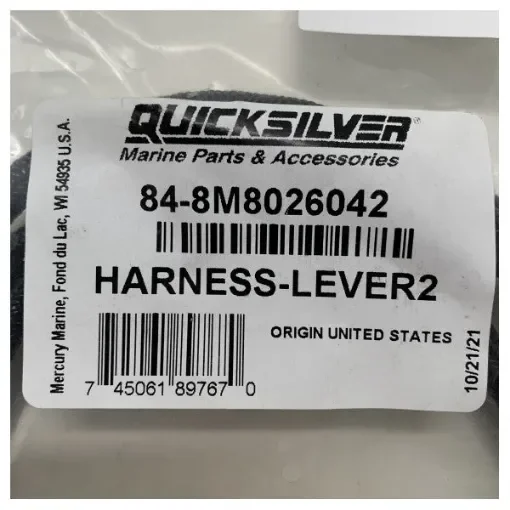 QUICKSILVER
Marine Parts & Accessories
84-8M8026042
HARNESS-LEVER2
ORIGIN UNITED STATES
7 45061 89767 0
Mercury Marine, Fond du Lac, WI 54935 U.S.A.
10/21/21